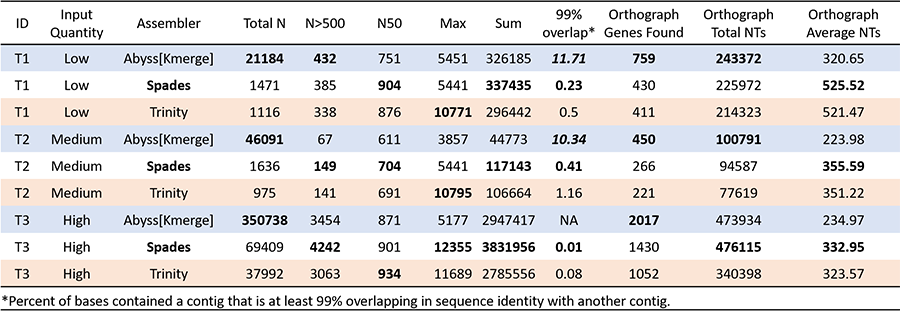 ID Input Quantity Assembler Total N N>500 N50 Max Sum 99% overlap* Orthograph Genes Found Orthograph Total NTs Orthograph Average NTs
T1 Low Abyss[Kmerge] 21184 432 751 5451 326185 11.71 759 243372 320.65
T1 Low Spades 1471 385 904 5441 337435 0.23 430 225972 525.52
T1 Low Trinity 1116 338 876 10771 296442 0.5 411 214323 521.47
T2 Medium Abyss[Kmerge] 46091 67 611 3857 44773 10.34 450 100791 223.98
T2 Medium Spades 1636 149 704 5441 117143 0.41 266 94587 355.59
T2 Medium Trinity 975 141 691 10795 106664 1.16 221 77619 351.22
T3 High Abyss[Kmerge] 350738 3454 871 5177 2947417 NA 2017 473934 234.97
T3 High Spades 69409 4242 901 12355 3831956 0.01 1430 476115 332.95
T3 High Trinity 37992 3063 934 11689 2785556 0.08 1052 340398 323.57
*Percent of bases contained a contig that is at least 99% overlapping in sequence identity with another contig.